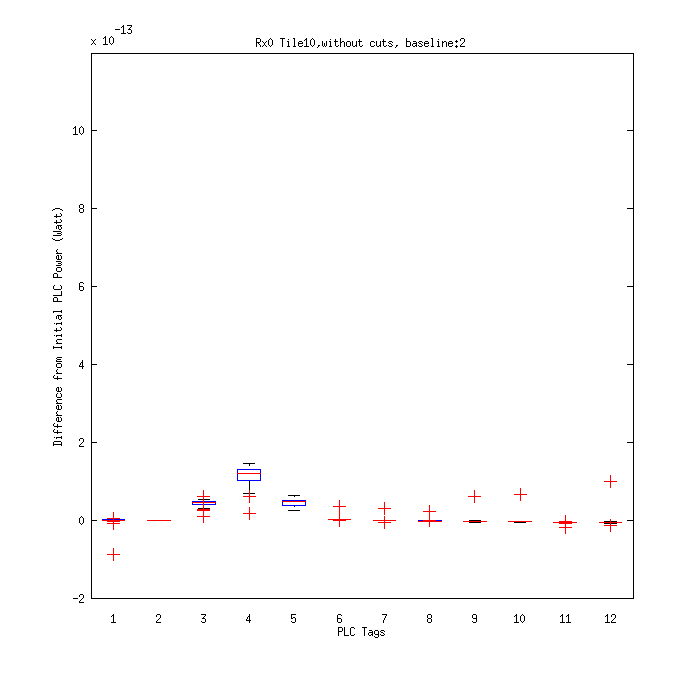 x 10-13
Rx0 Tile10,without cuts, baseline:2
10
8
6
4
2
0
-2
Difference from Initial PLC Power (Watt)
1 2 3 4 5 6 7 8 9 10 11 12
PLC Tags